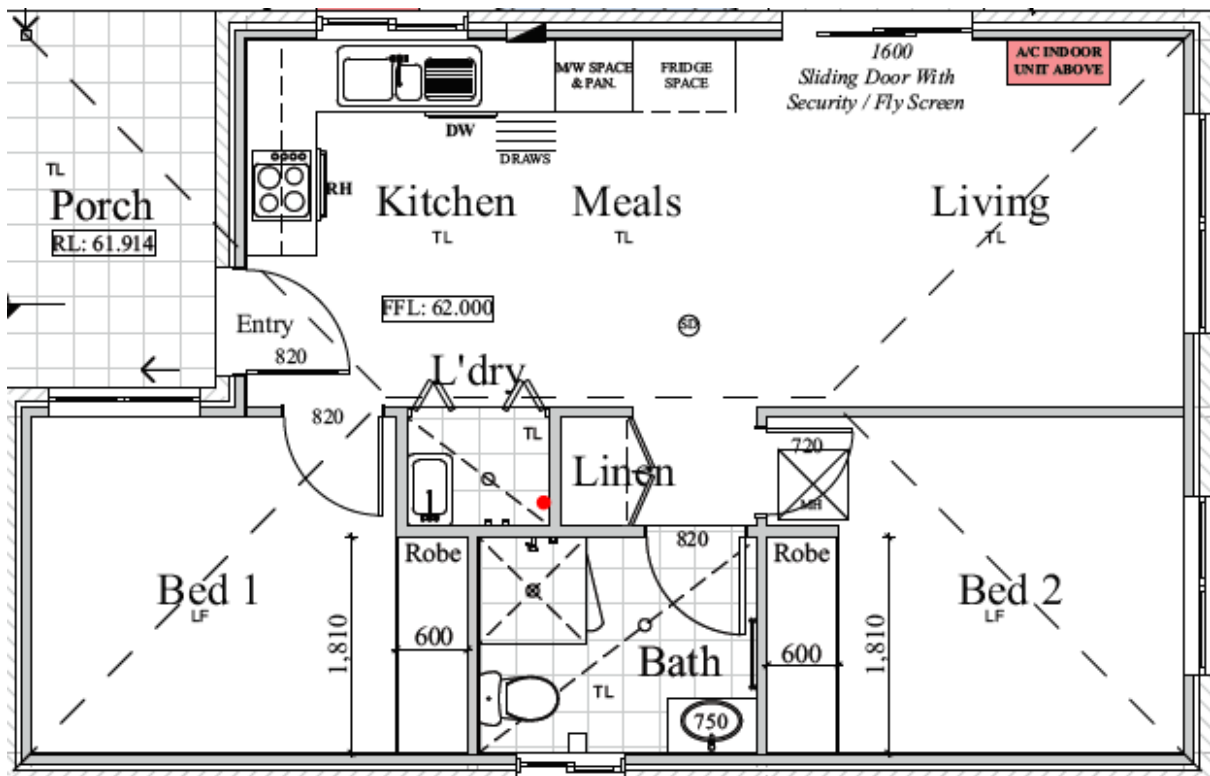 M/W SPACE
& PAN.
FRIDGE
SPACE
1600
Sliding Door With
Security / Fly Screen
A/C INDOOR
UNIT ABOVE
DW
DRAWS
TL
Porch
RL: 61.914
RH
Kitchen
TL
Meals
TL
Living
TL
FFL: 62.000
SD
Entry
820
L'dry
820
TL
Linen
720
MH
Bed 1
LF
1,810
Robe
600
820
Bath
TL
750
Robe
600
1,810
Bed 2
LF